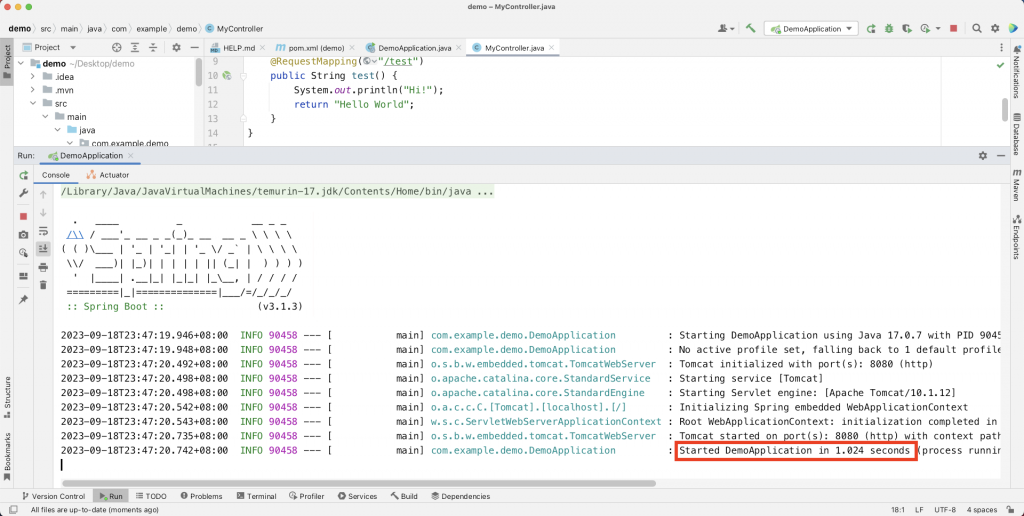 demo – MyController.java
demo › src › main › java › com › example › demo › MyController
DemoApplication
Project
HELP.md
pom.xml (demo)
DemoApplication.java
MyController.java
demo ~/Desktop/demo
.idea
.mvn
src
main
java
com.example.demo
9 @RequestMapping("/test")
10 public String test() {
11 System.out.println("Hi!");
12 return "Hello World";
13 }
14 }
Project
Notifications
Database
Maven
Endpoints
Structure
Bookmarks
Run: DemoApplication
Console Actuator
/Library/Java/JavaVirtualMachines/temurin-17.jdk/Contents/Home/bin/java ...
  .   ____          _            __ _ _
 /\\ / ___'_ __ _ _(_)_ __  __ _ \ \ \ \
( ( )\___ | '_ | '_| | '_ \/ _` | \ \ \ \
 \\/  ___)| |_)| | | | | || (_| |  ) ) ) )
  '  |____| .__|_| |_|_| |_\__, | / / / /
 =========|_|==============|___/=/_/_/_/
 :: Spring Boot ::                (v3.1.3)
2023-09-18T23:47:19.946+08:00  INFO 90458 --- [           main] com.example.demo.DemoApplication         : Starting DemoApplication using Java 17.0.7 with PID 9045
2023-09-18T23:47:19.948+08:00  INFO 90458 --- [           main] com.example.demo.DemoApplication         : No active profile set, falling back to 1 default profile
2023-09-18T23:47:20.492+08:00  INFO 90458 --- [           main] o.s.b.w.embedded.tomcat.TomcatWebServer  : Tomcat initialized with port(s): 8080 (http)
2023-09-18T23:47:20.498+08:00  INFO 90458 --- [           main] o.apache.catalina.core.StandardService   : Starting service [Tomcat]
2023-09-18T23:47:20.498+08:00  INFO 90458 --- [           main] o.apache.catalina.core.StandardEngine    : Starting Servlet engine: [Apache Tomcat/10.1.12]
2023-09-18T23:47:20.542+08:00  INFO 90458 --- [           main] o.a.c.c.C.[Tomcat].[localhost].[/]       : Initializing Spring embedded WebApplicationContext
2023-09-18T23:47:20.543+08:00  INFO 90458 --- [           main] w.s.c.ServletWebServerApplicationContext : Root WebApplicationContext: initialization completed in
2023-09-18T23:47:20.735+08:00  INFO 90458 --- [           main] o.s.b.w.embedded.tomcat.TomcatWebServer  : Tomcat started on port(s): 8080 (http) with context path
2023-09-18T23:47:20.742+08:00  INFO 90458 --- [           main] com.example.demo.DemoApplication         : Started DemoApplication in 1.024 seconds (process runnin
Version Control Run TODO Problems Terminal Profiler Services Build Dependencies
All files are up-to-date (moments ago) 18:1 LF UTF-8 4 spaces